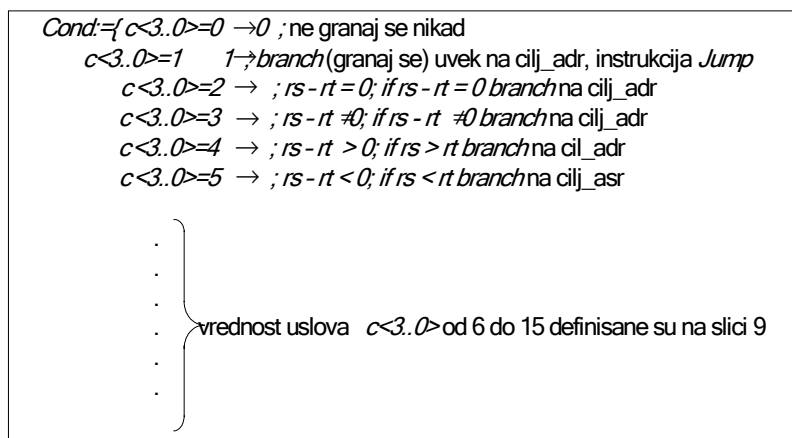 Cond:={ c<3..0>=0 → 0 ; ne granaj se nikad
c<3..0>=1 1→; branch (granaj se) uvek na cilj_adr, instrukcija Jump
c<3..0>=2 → ; rs - rt = 0; if rs - rt = 0 branch na cilj_adr
c<3..0>=3 → ; rs - rt ≠0; if rs - rt ≠0 branch na cilj_adr
c<3..0>=4 → ; rs - rt > 0; if rs > rt branch na cil_adr
c<3..0>=5 → ; rs - rt < 0; if rs < rt branch na cilj_asr
.
.
.
. vrednost uslova c<3..0> od 6 do 15 definisane su na slici 9
.
.